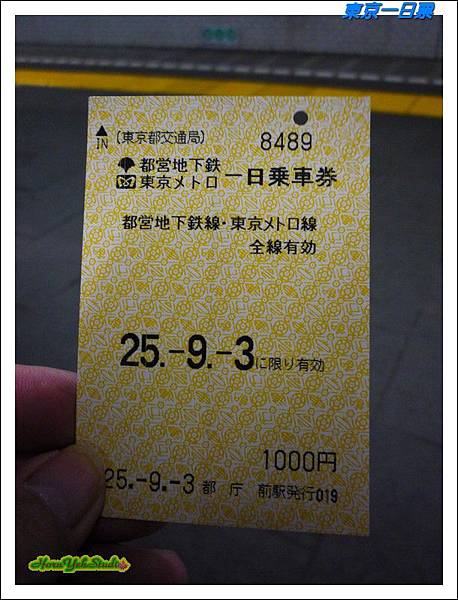 東京一日票
IN (東京都交通局) 8489
都営地下鉄
東京メトロ 一日乗車券
都営地下鉄線・東京メトロ線
全線有効
25.-9.-3に限り有効
1000円
25.-9.-3 都庁前駅発行019
HoruYehStudio